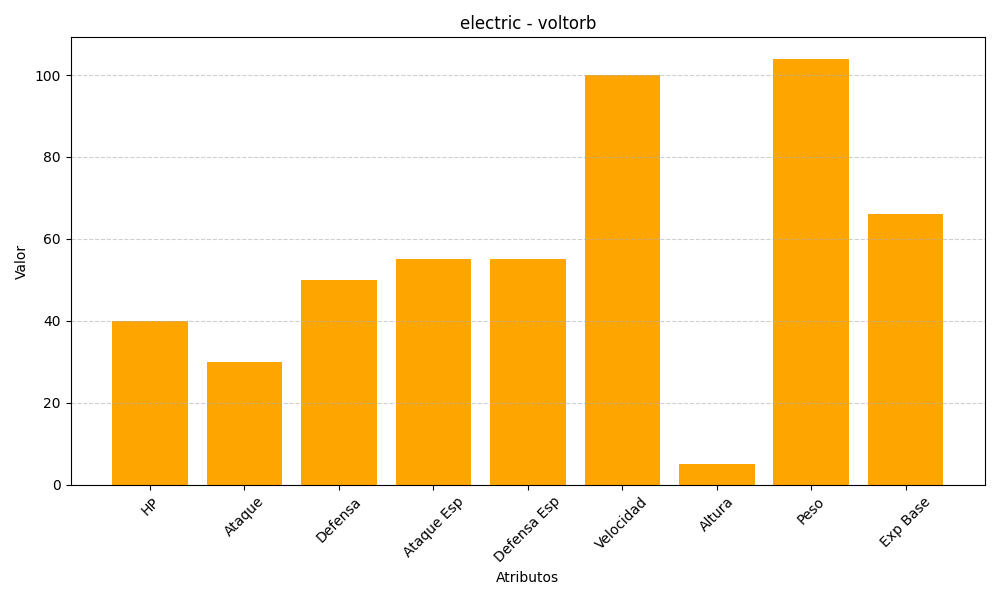 electric - voltorb
Valor
100
80
60
40
20
0
HP
Ataque
Defensa
Ataque Esp
Defensa Esp
Velocidad
Altura
Peso
Exp Base
Atributos